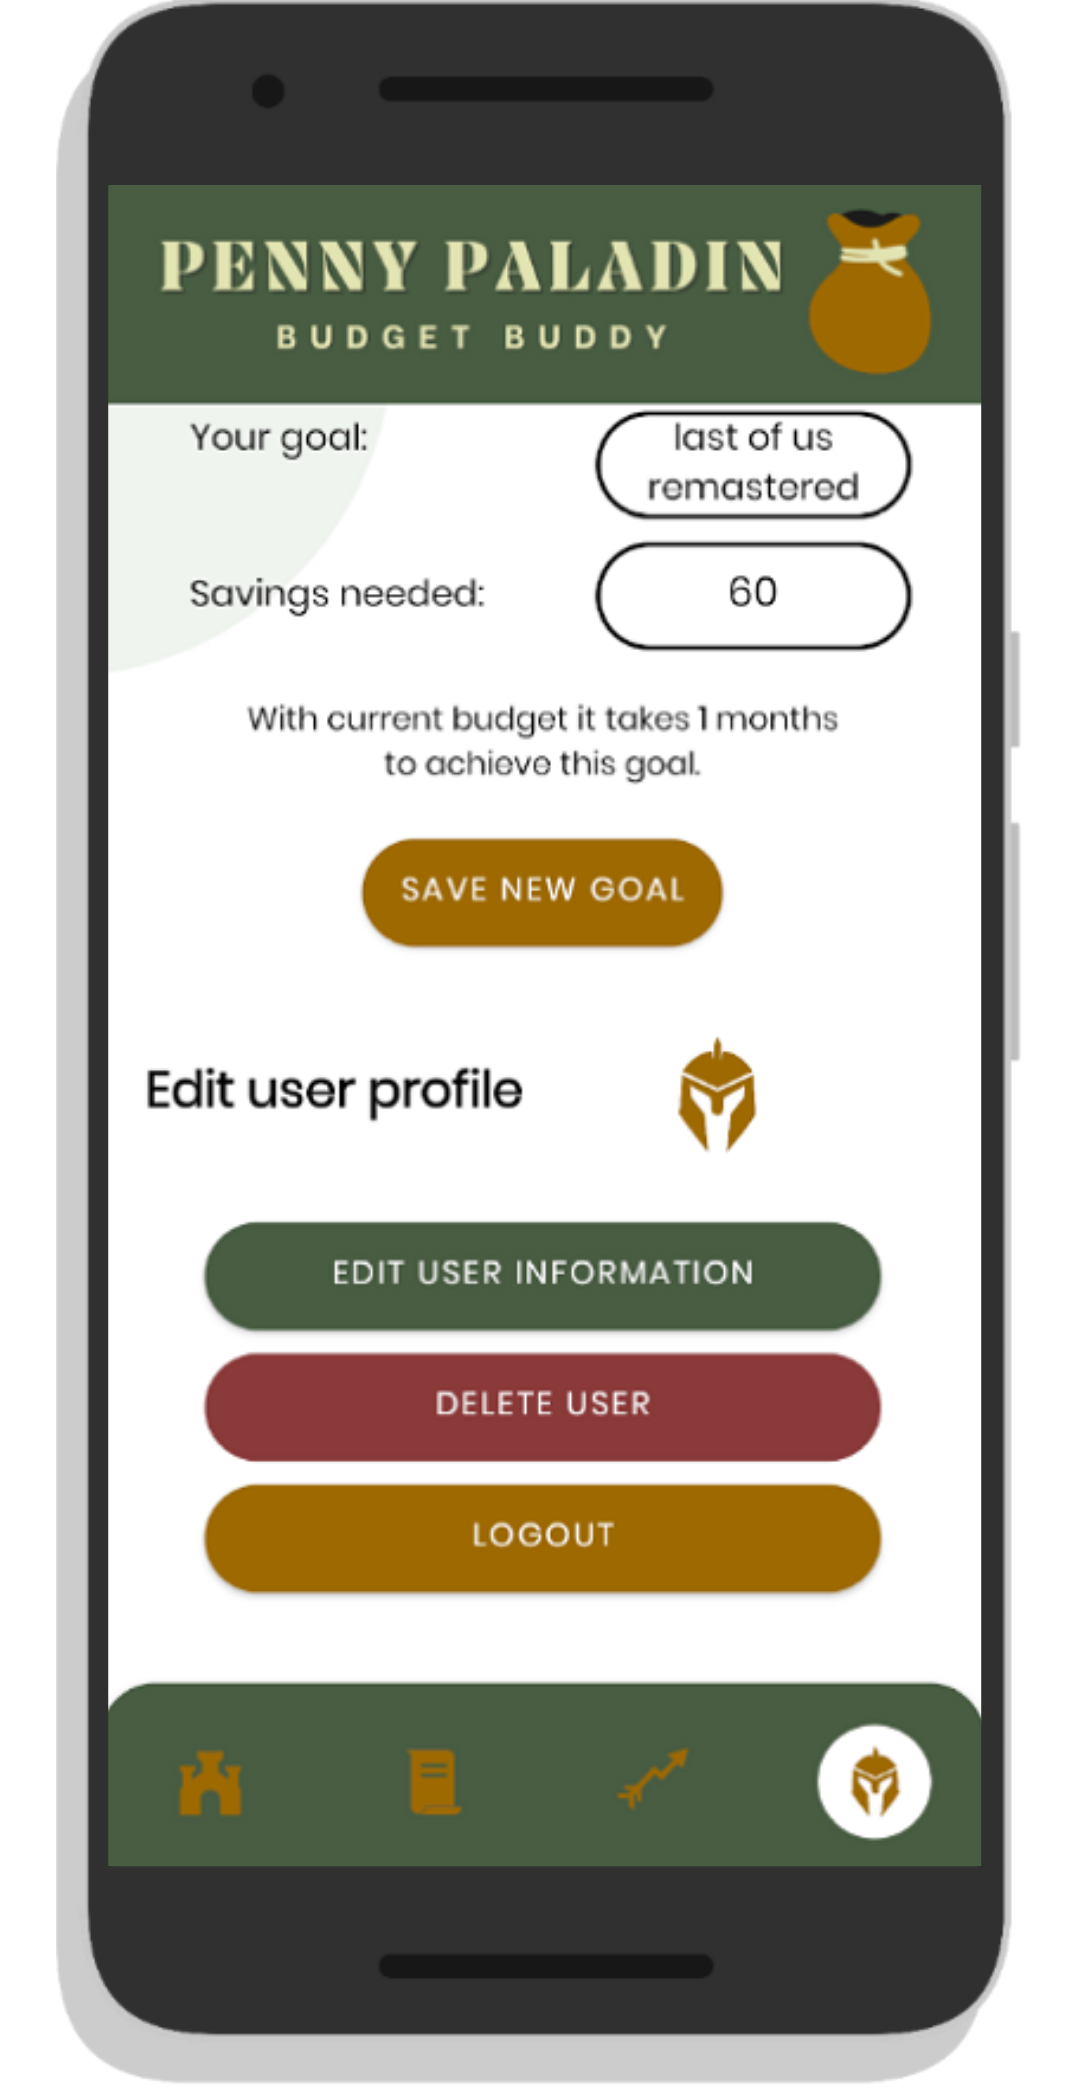 PENNY PALADIN
BUDGET BUDDY
Your goal:
last of us
remastered
Savings needed:
60
With current budget it takes 1 months
to achieve this goal.
SAVE NEW GOAL
Edit user profile
EDIT USER INFORMATION
DELETE USER
LOGOUT